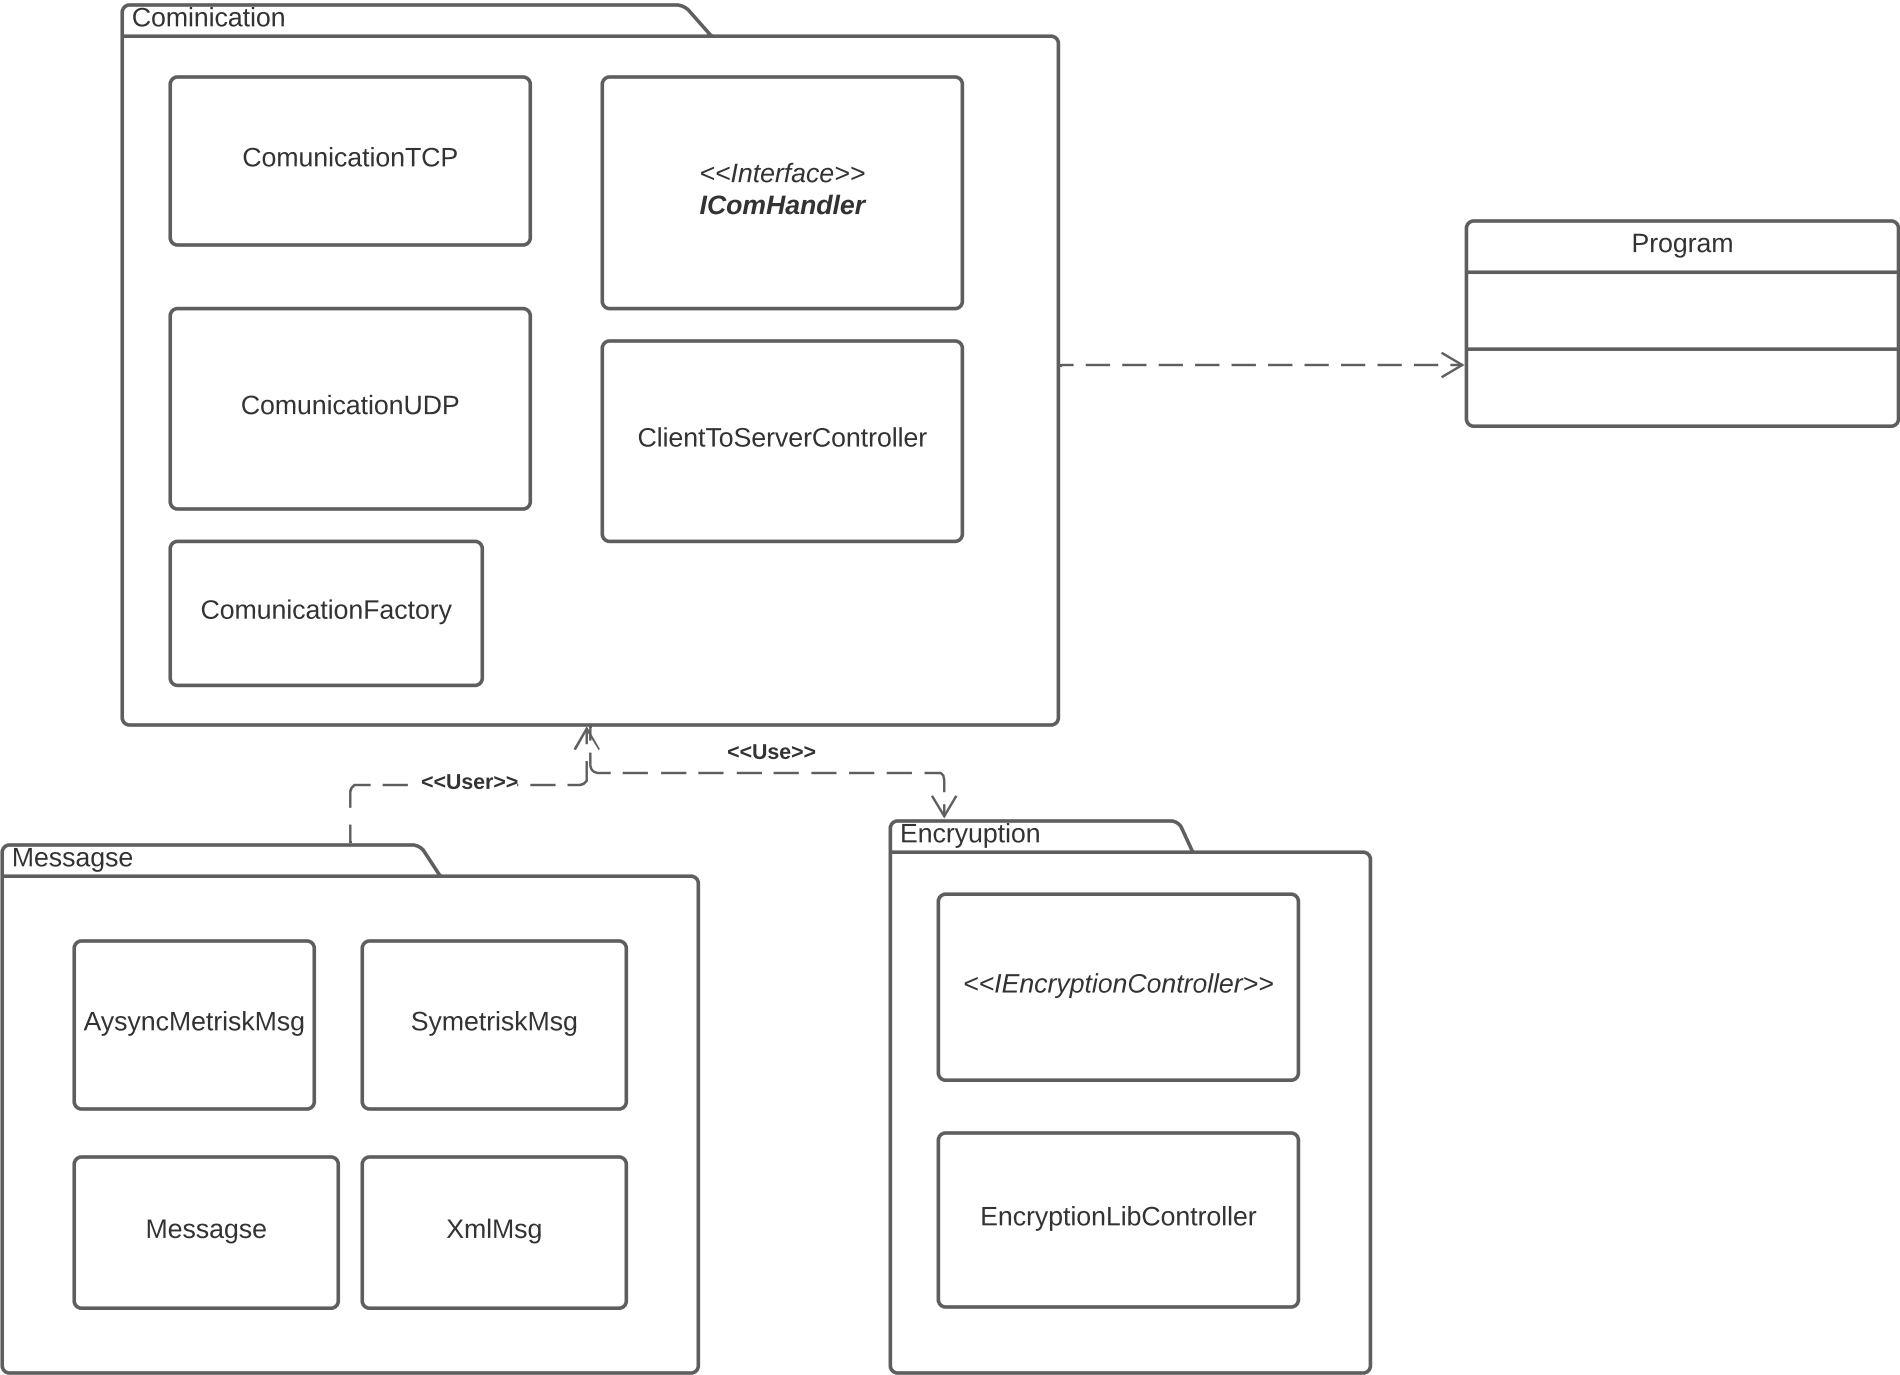 Cominication
ComunicationTCP
<<Interface>>
IComHandler
Program
ComunicationUDP
ClientToServerController
ComunicationFactory
<<Use>>
<<User>>
Encryuption
Messagse
<<IEncryptionController>>
AysyncMetriskMsg
SymetriskMsg
EncryptionLibController
Messagse
XmlMsg